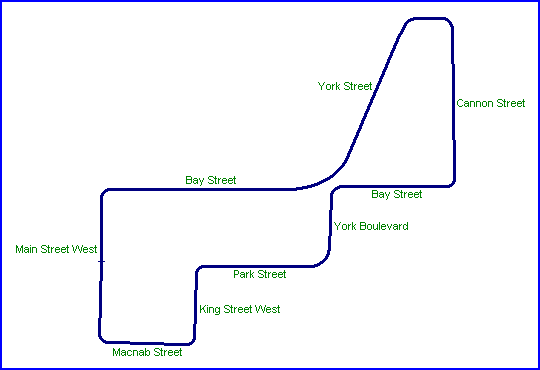 York Street
Cannon Street
Bay Street
Bay Street
York Boulevard
Main Street West
Park Street
King Street West
Macnab Street